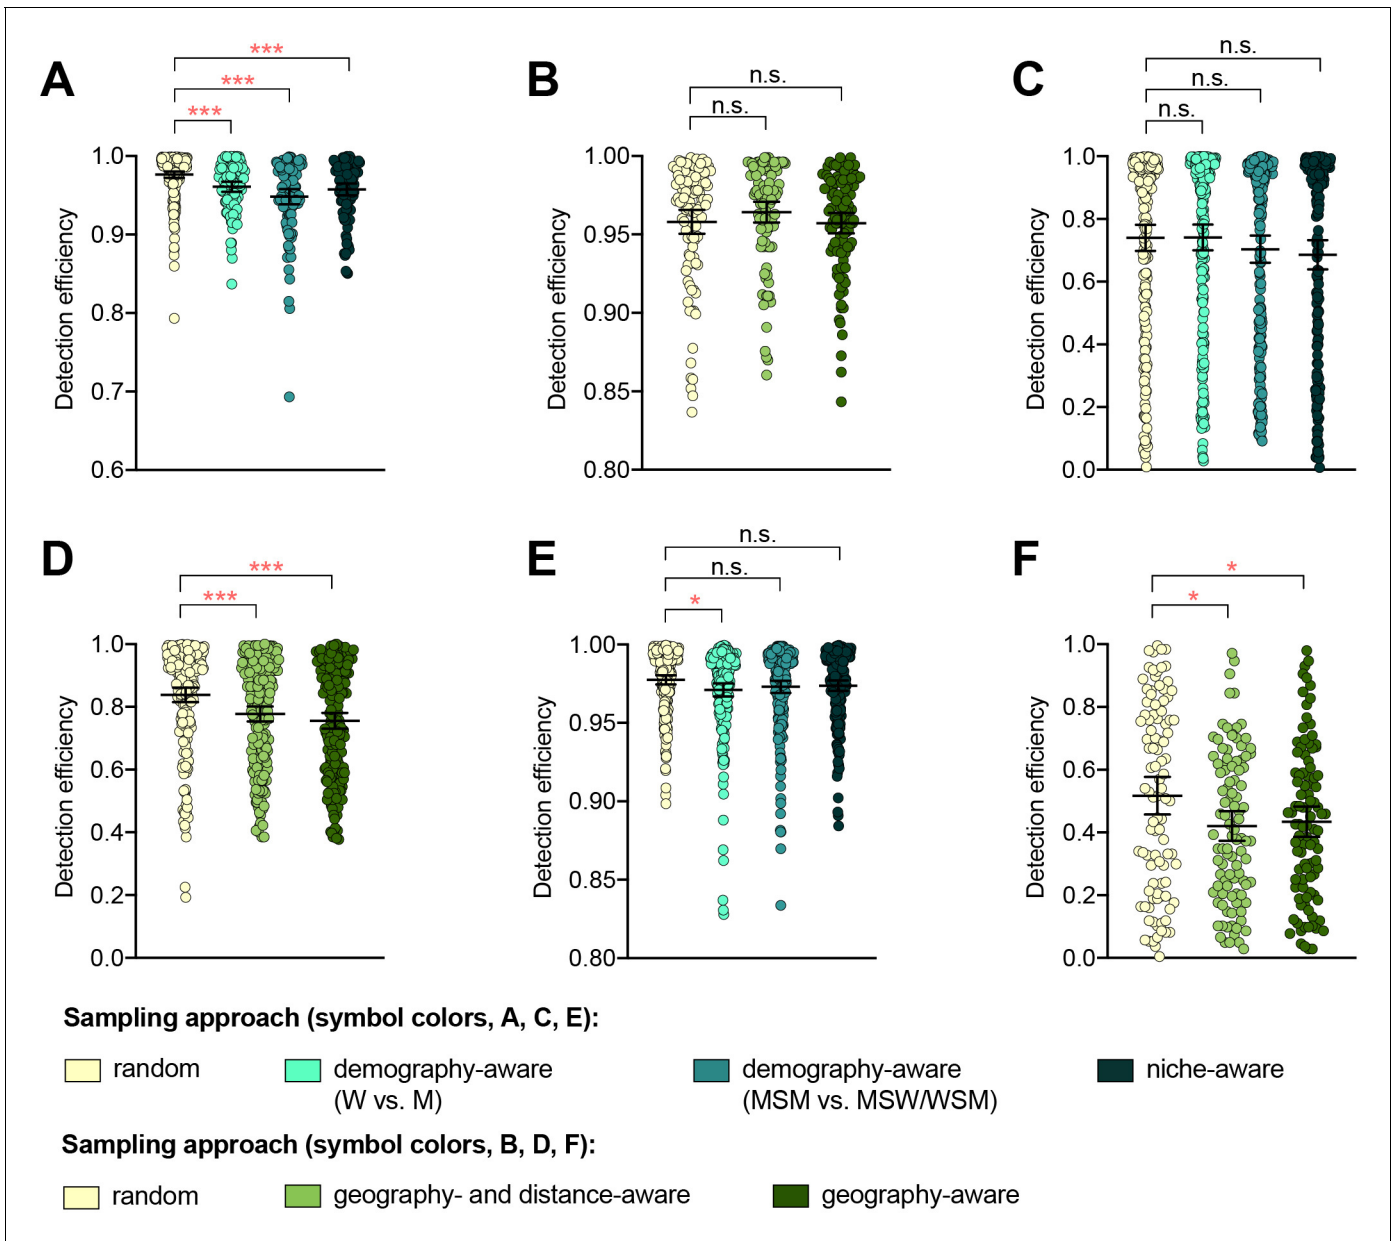 A
***
***
***
1.0
0.9
0.8
0.7
0.6
Detection efficiency
B
n.s.
n.s.
1.00
0.95
0.90
0.85
0.80
Detection efficiency
C
n.s.
n.s.
n.s.
1.0
0.8
0.6
0.4
0.2
0.0
Detection efficiency
D
***
***
1.0
0.8
0.6
0.4
0.2
0.0
Detection efficiency
E
n.s.
n.s.
*
1.00
0.95
0.90
0.85
0.80
Detection efficiency
F
*
*
1.0
0.8
0.6
0.4
0.2
0.0
Detection efficiency
Sampling approach (symbol colors, A, C, E):
random
demography-aware
(W vs. M)
demography-aware
(MSM vs. MSW/WSM)
niche-aware
Sampling approach (symbol colors, B, D, F):
random
geography- and distance-aware
geography-aware